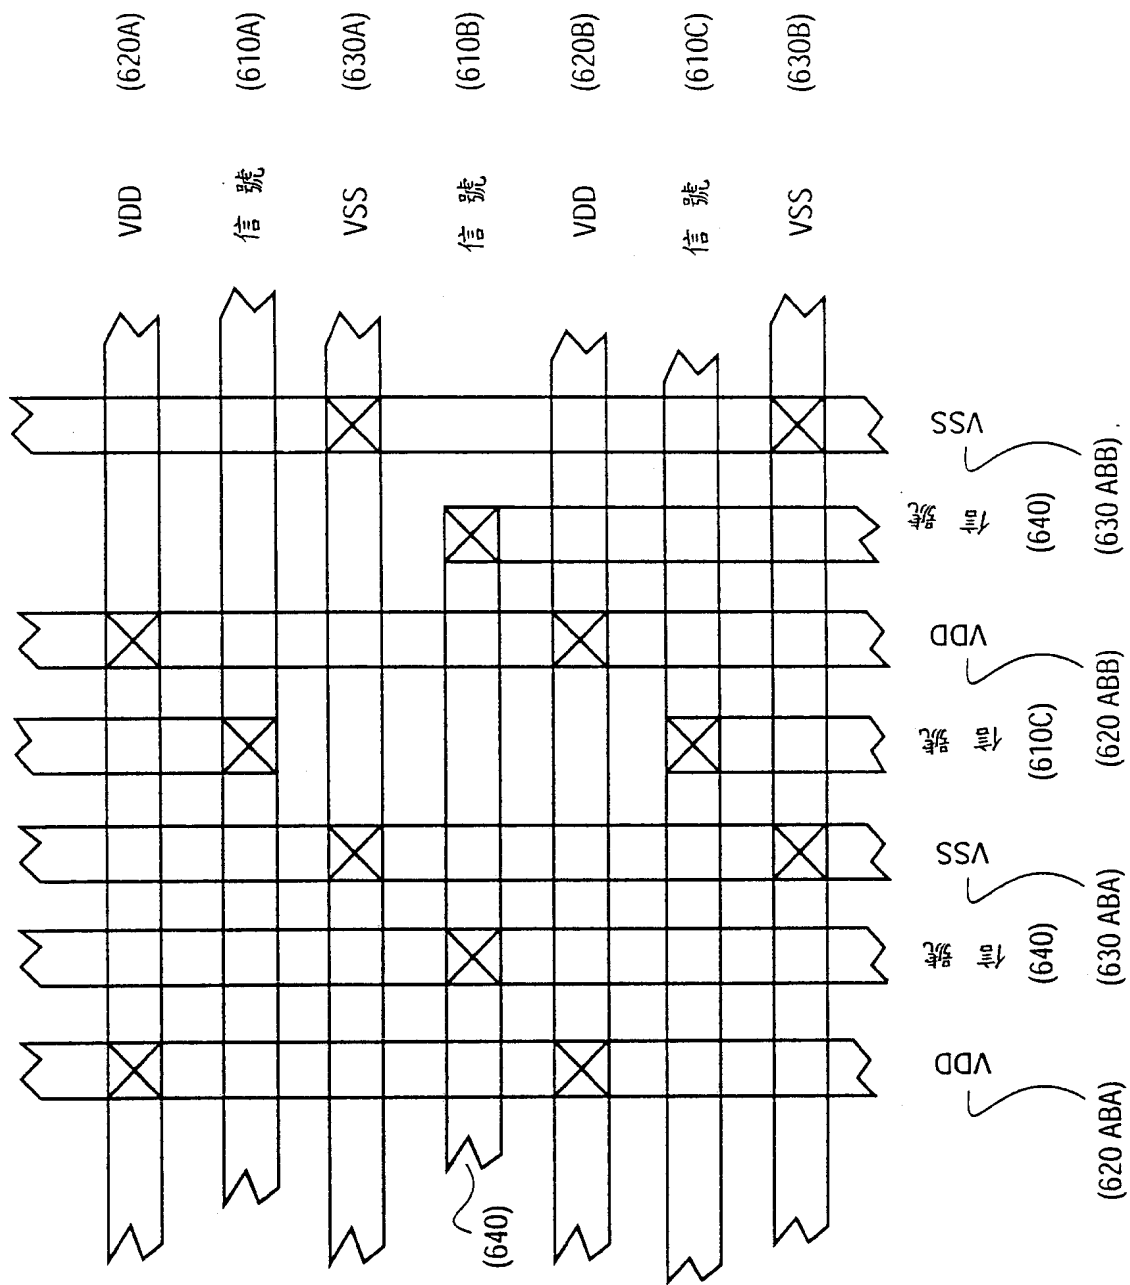 VDD (620A)
信號 (610A)
VSS (630A)
信號 (610B)
(640)
VDD (620B)
信號 (610C)
VSS (630B)
VDD
(620 ABA)
信號
(640)
VSS
(630 ABA)
信號
(610C)
VDD
(620 ABB)
信號
(640)
VSS
(630 ABB)